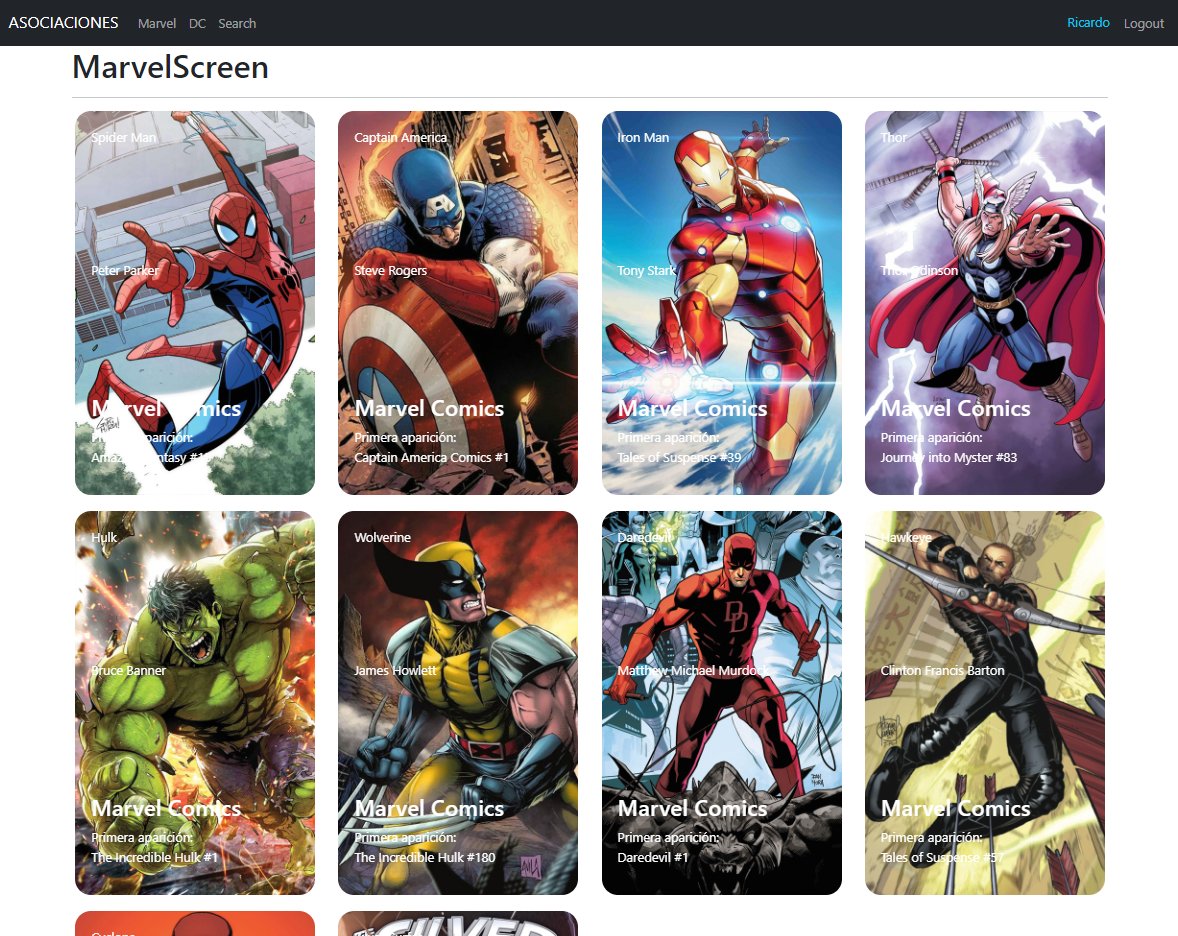 ASOCIACIONES Marvel DC Search Ricardo Logout
MarvelScreen
Spider Man
Peter Parker
Marvel Comics
Primera aparición:
Captain America
Steve Rogers
Marvel Comics
Primera aparición:
Captain America Comics #1
Iron Man
Tony Stark
Marvel Comics
Primera aparición:
Tales of Suspense #39
Thor
Thor Odinson
Marvel Comics
Primera aparición:
Journey into Myster #83
Hulk
Bruce Banner
Marvel Comics
Primera aparición:
The Incredible Hulk #1
Wolverine
James Howlett
Marvel Comics
Primera aparición:
The Incredible Hulk #180
Daredevil
Matthew Michael Murdock
DD
Marvel Comics
Primera aparición:
Daredevil #1
Hawkeye
Clinton Francis Barton
Marvel Comics
Primera aparición:
Tales of Suspense #57
Cyclops
SILVER